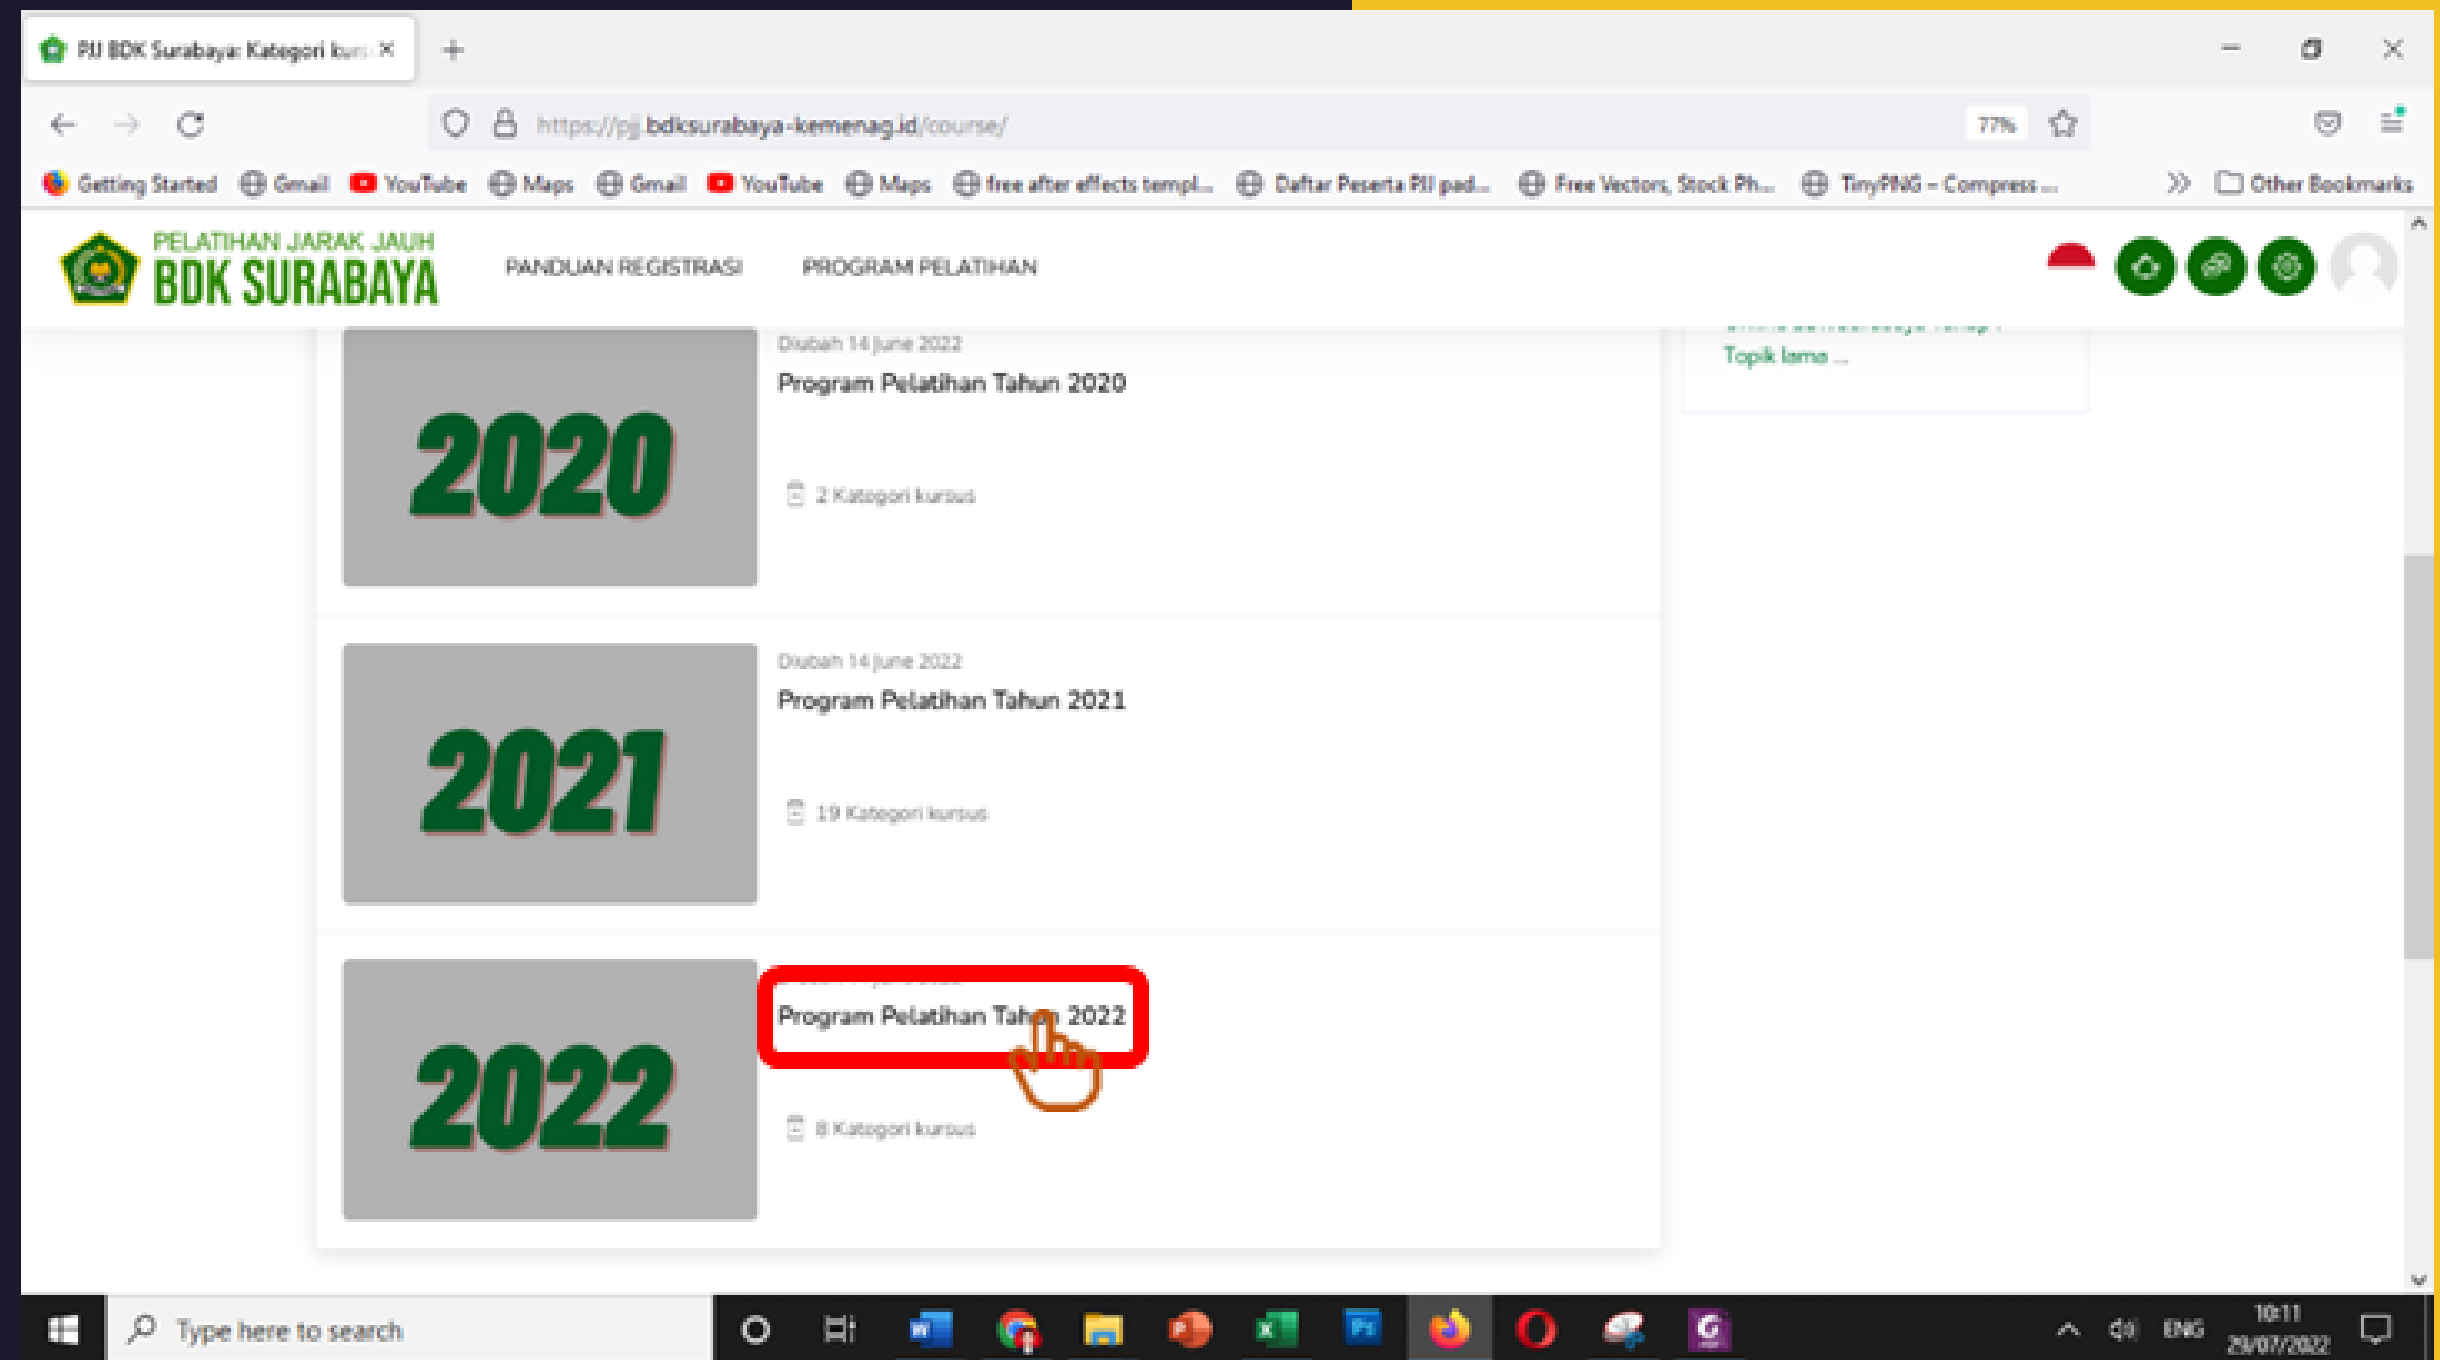 PJJ BDK Surabaya: Kategori kurs
https://pjj.bdksurabaya-kemenag.id/course/
77%
Getting Started Gmail YouTube Maps Gmail YouTube Maps free after effects templ... Daftar Peserta PJJ pad... Free Vectors, Stock Ph... TinyPNG – Compress ... Other Bookmarks
PELATIHAN JARAK JAUH
BDK SURABAYA
PANDUAN REGISTRASI PROGRAM PELATIHAN
Topik lama ...
2020
Diubah 14 June 2022
Program Pelatihan Tahun 2020
2 Kategori kursus
2021
Diubah 14 June 2022
Program Pelatihan Tahun 2021
19 Kategori kursus
2022
Program Pelatihan Tahun 2022
8 Kategori kursus
Type here to search
ENG
10:11
29/07/2022